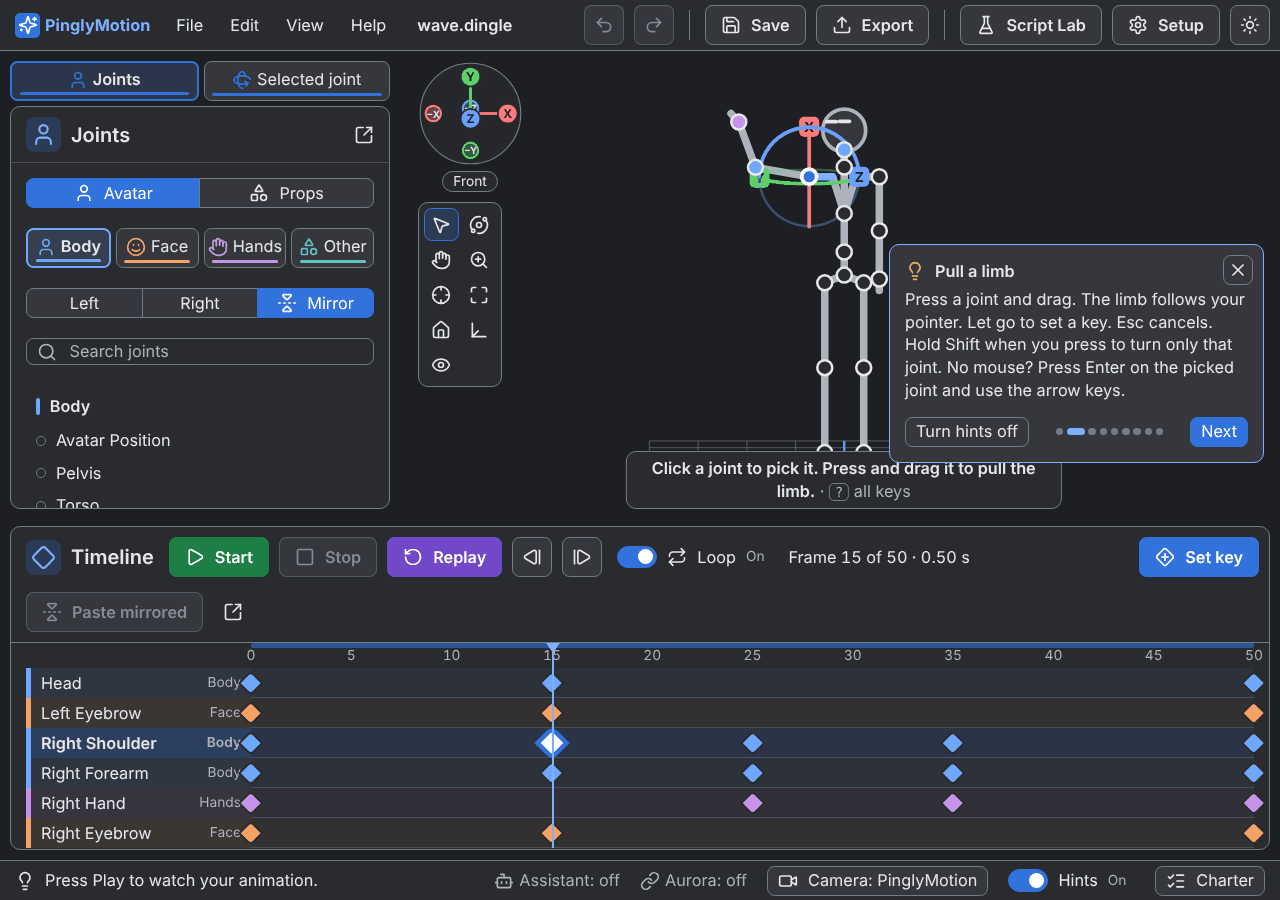 PinglyMotion File Edit View Help wave.dingle Save Export Script Lab Setup
Joints Selected joint
Joints
Avatar Props
Body Face Hands Other
Left Right Mirror
Search joints
Body
Avatar Position
Pelvis
Torso
Y
-X Z X
-Y
Front
X
Y Z
Pull a limb
Press a joint and drag. The limb follows your
pointer. Let go to set a key. Esc cancels.
Hold Shift when you press to turn only that
joint. No mouse? Press Enter on the picked
joint and use the arrow keys.
Turn hints off Next
Click a joint to pick it. Press and drag it to pull the
limb. · ? all keys
Timeline Start Stop Replay Loop On Frame 15 of 50 · 0.50 s Set key
Paste mirrored
0 5 10 15 20 25 30 35 40 45 50
Head Body
Left Eyebrow Face
Right Shoulder Body
Right Forearm Body
Right Hand Hands
Right Eyebrow Face
Press Play to watch your animation. Assistant: off Aurora: off Camera: PinglyMotion Hints On Charter